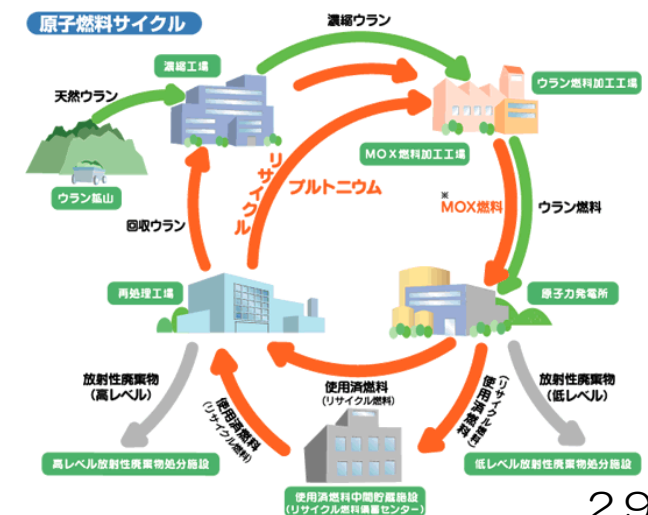 原子燃料サイクル
濃縮ウラン
濃縮工場
ウラン燃料加工工場
天然ウラン
MOX燃料加工工場
リサイクル
プルトニウム
ウラン鉱山
※
MOX燃料
ウラン燃料
回収ウラン
再処理工場
原子力発電所
放射性廃棄物
(高レベル)
使用済燃料
(リサイクル燃料)
使用済燃料
(リサイクル燃料)
使用済燃料
(リサイクル燃料)
放射性廃棄物
(低レベル)
高レベル放射性廃棄物処分施設
低レベル放射性廃棄物処分施設
使用済燃料中間貯蔵施設
(リサイクル燃料備蓄センター)
29